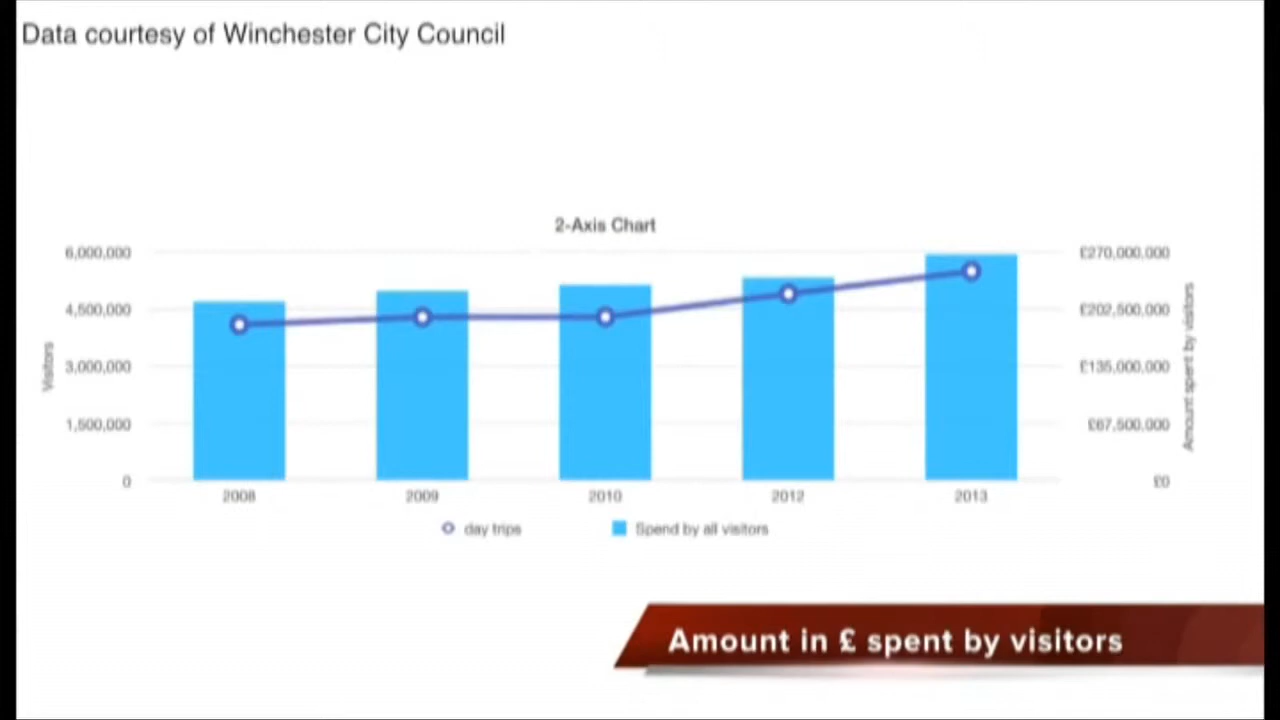 Data courtesy of Winchester City Council
2-Axis Chart
6,000,000
4,500,000
3,000,000
1,500,000
0
Visitors
£270,000,000
£202,500,000
£135,000,000
£67,500,000
£0
Amount spent by visitors
2008 2009 2010 2012 2013
day trips Spend by all visitors
Amount in £ spent by visitors